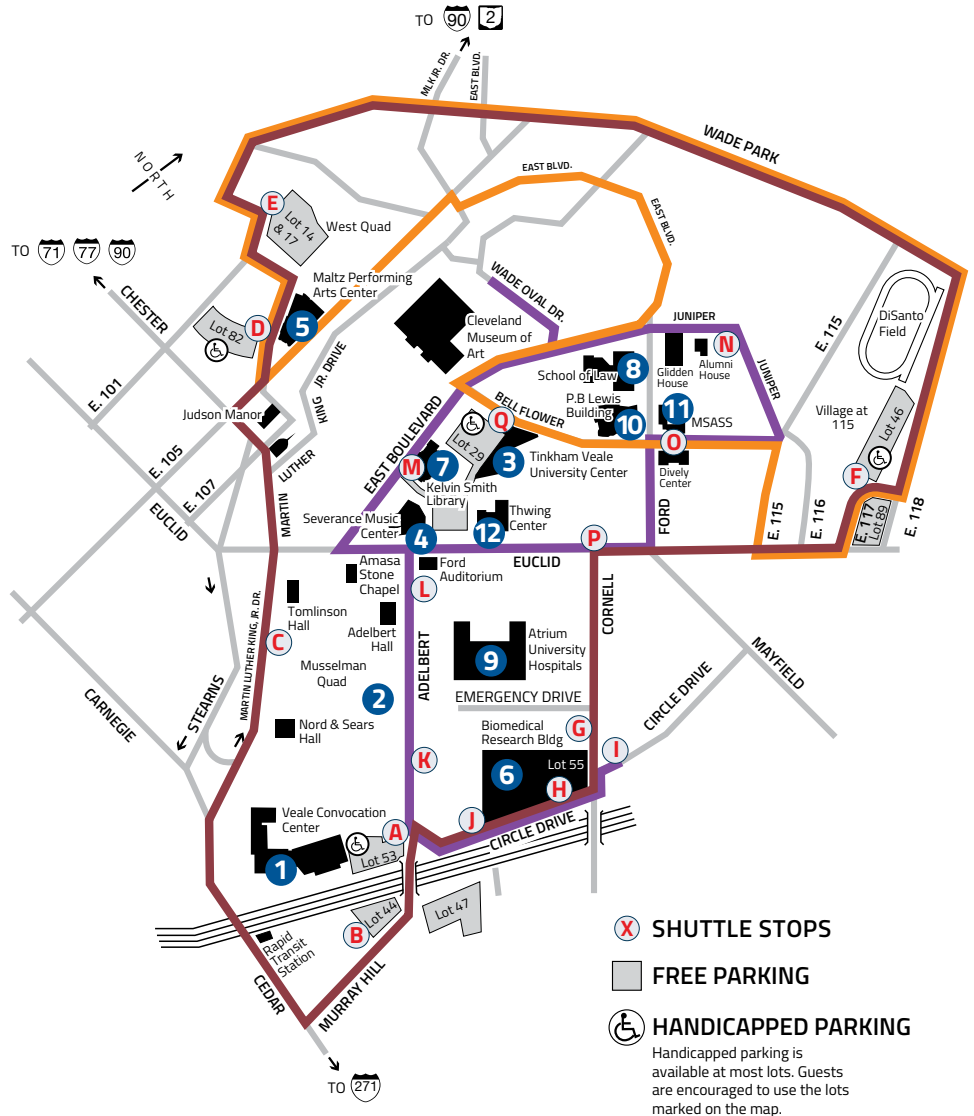 TO 90 2
MLK JR. DR.
EAST BLVD.
WADE PARK
NORTH
EAST BLVD.
E
Lot 14
& 17
West Quad
EAST BLVD.
TO 71 77 90
CHESTER
Maltz Performing
Arts Center
WADE OVAL DR.
DiSanto
Field
D
Lot 82
5
Cleveland
Museum of
Art
JUNIPER
E. 115
N
School of Law
8
Glidden
House
Alumni
House
JUNIPER
KING JR. DRIVE
E. 101
P.B Lewis
Building
BELLFLOWER
10
11
MSASS
Village at
115
Lot 46
Judson Manor
Q
EAST BOULEVARD
Lot 29
O
M
7
3
Tinkham Veale
University Center
Dively
Center
F
E. 105
LUTHER
E. 107
Kelvin Smith
Library
EUCLID
MARTIN
Severance Music
Center
4
12
Thwing
Center
FORD
E. 115
E. 116
E. 117
Lot 89
E. 118
P
EUCLID
Amasa
Stone
Chapel
Ford
Auditorium
L
Tomlinson
Hall
Adelbert
Hall
CORNELL
C
MARTIN LUTHER KING, JR. DR.
Musselman
Quad
2
ADELBERT
9
Atrium
University
Hospitals
MAYFIELD
CARNEGIE
STEARNS
EMERGENCY DRIVE
CIRCLE DRIVE
Nord & Sears
Hall
Biomedical
Research Bldg
G
I
K
6
Lot 55
H
Veale Convocation
Center
A
J
CIRCLE DRIVE
1
Lot 53
Lot 44
Lot 47
B
Rapid
Transit
Station
CEDAR
MURRAY HILL
TO 271
X SHUTTLE STOPS
FREE PARKING
HANDICAPPED PARKING
Handicapped parking is
available at most lots. Guests
are encouraged to use the lots
marked on the map.